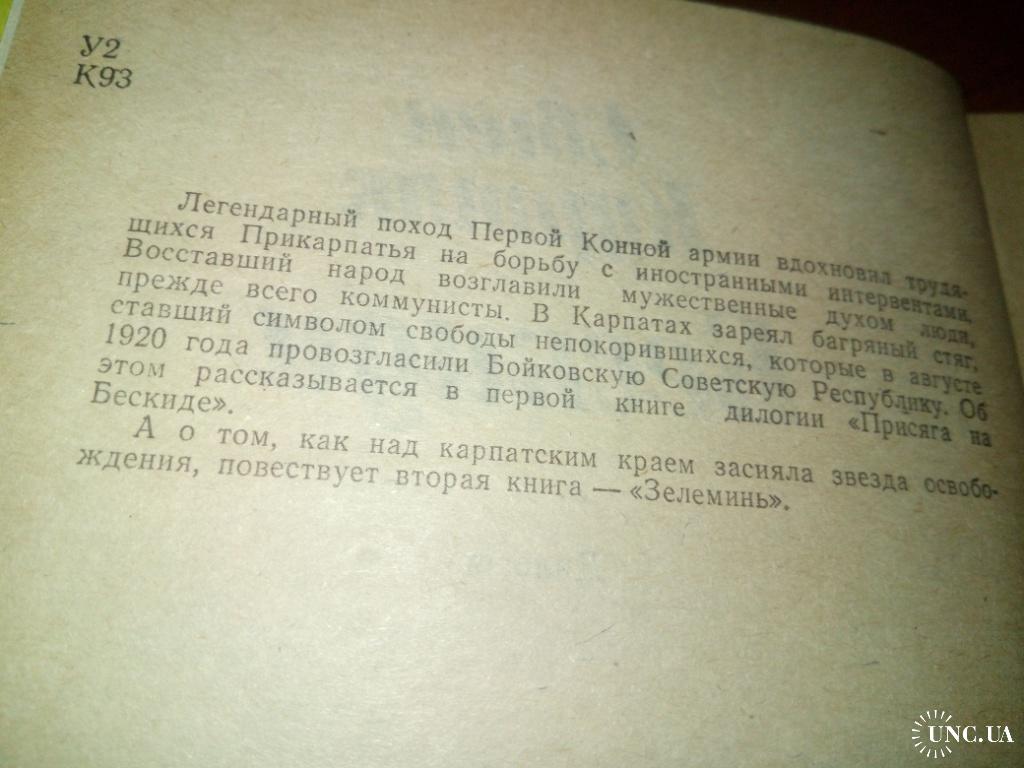 У2
К93
Легендарный поход Первой Конной армии вдохновил трудя-
щихся Прикарпатья на борьбу с иностранными интервентами.
Восставший народ возглавили мужественные духом люди,
прежде всего коммунисты. В Карпатах зареял багряный стяг,
ставший символом свободы непокорившихся, которые в августе
1920 года провозгласили Бойковскую Советскую Республику. Об
этом рассказывается в первой книге дилогии «Присяга на
Бескиде».
А о том, как над карпатским краем засияла звезда освобо-
ждения, повествует вторая книга — «Зелеминь».
UNC.UA